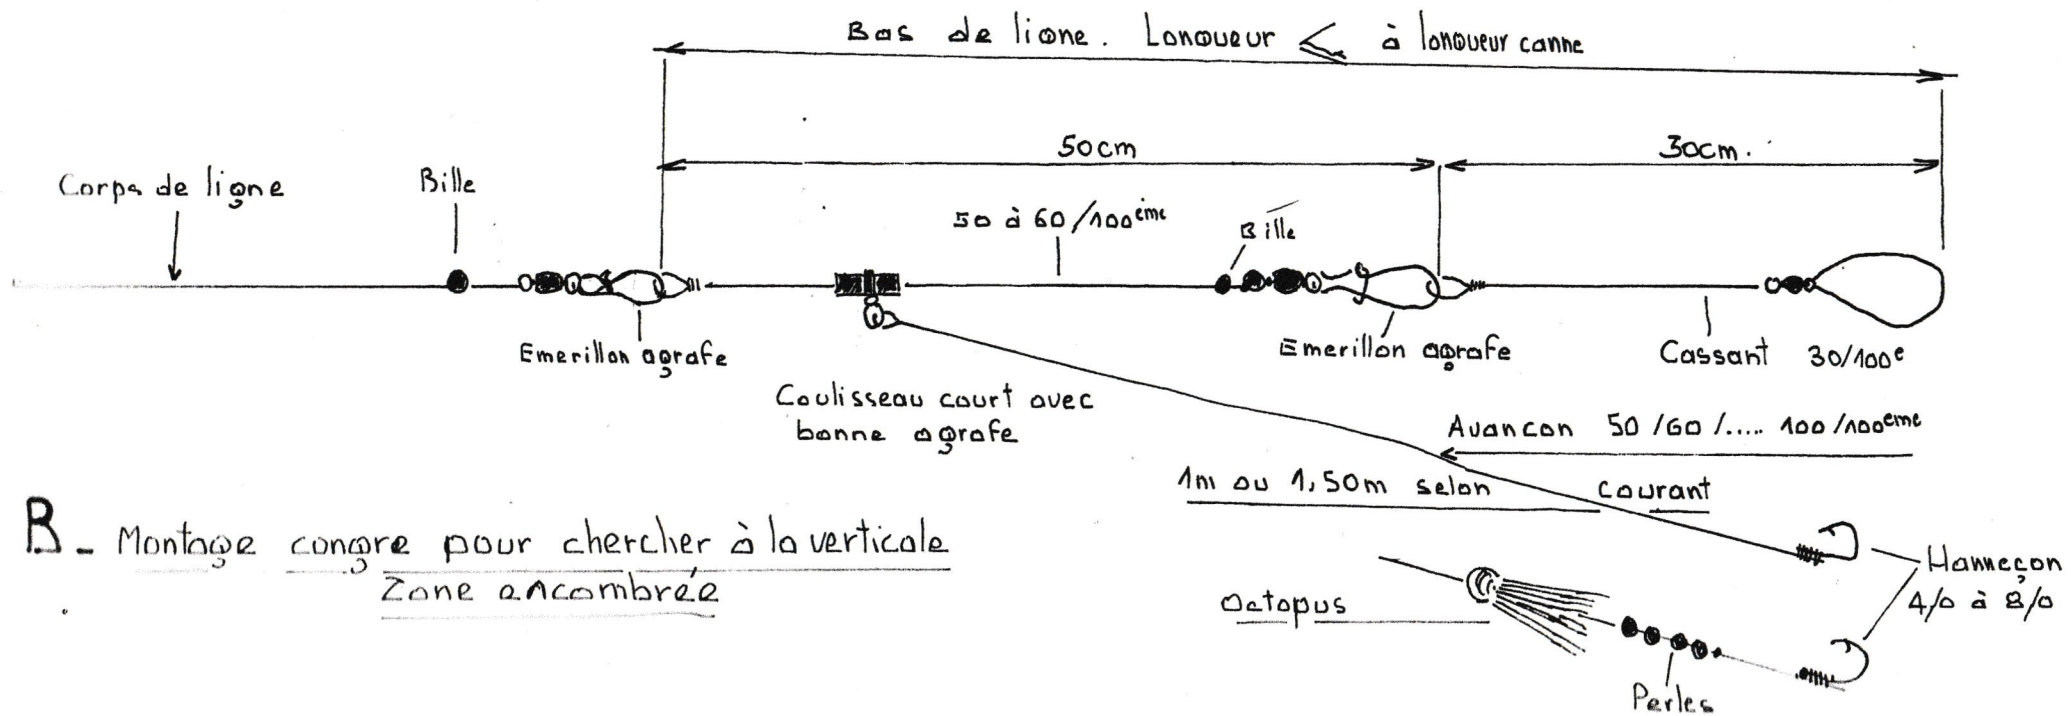 Bas de ligne. Longueur < à longueur canne
50cm
30cm.
Corps de ligne
Bille
50 à 60/100ème
Bille
Emerillon agrafe
Emerillon agrafe
Cassant 30/100e
Coulisseau court avec
bonne agrafe
Avancon 50/60/..... 100/100eme
1m ou 1,50m selon courant
B_ Montage congre pour chercher à la verticale
Zone encombrée
Hameçon
4/0 à 8/0
Octopus
Perles